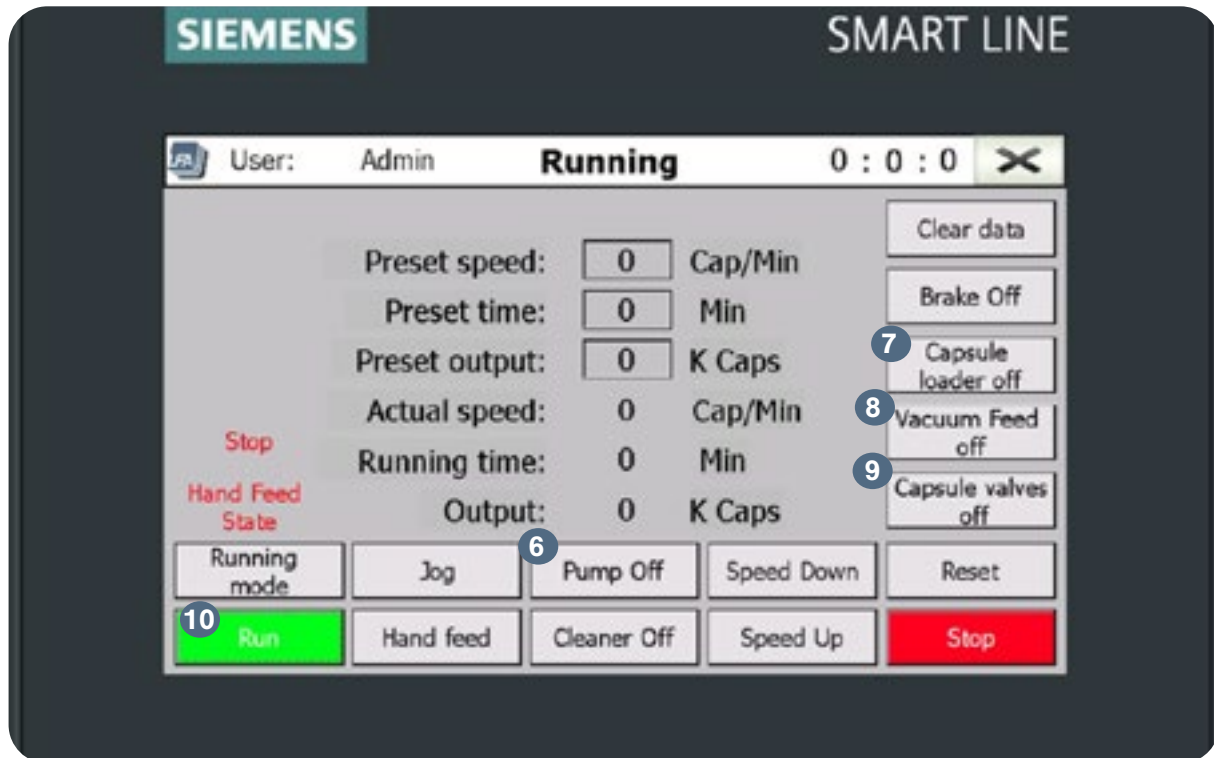 SIEMENS
SMART LINE
LFA
User:
Admin
Running
0 : 0 : 0
Clear data
Preset speed:
0
Cap/Min
Brake Off
Preset time:
0
Min
7
Capsule
loader off
Preset output:
0
K Caps
8
Vacuum Feed
off
Actual speed:
0
Cap/Min
Stop
Running time:
0
Min
9
Capsule valves
off
Hand Feed
State
Output:
0
K Caps
Running
mode
Jog
6
Pump Off
Speed Down
Reset
10
Run
Hand feed
Cleaner Off
Speed Up
Stop